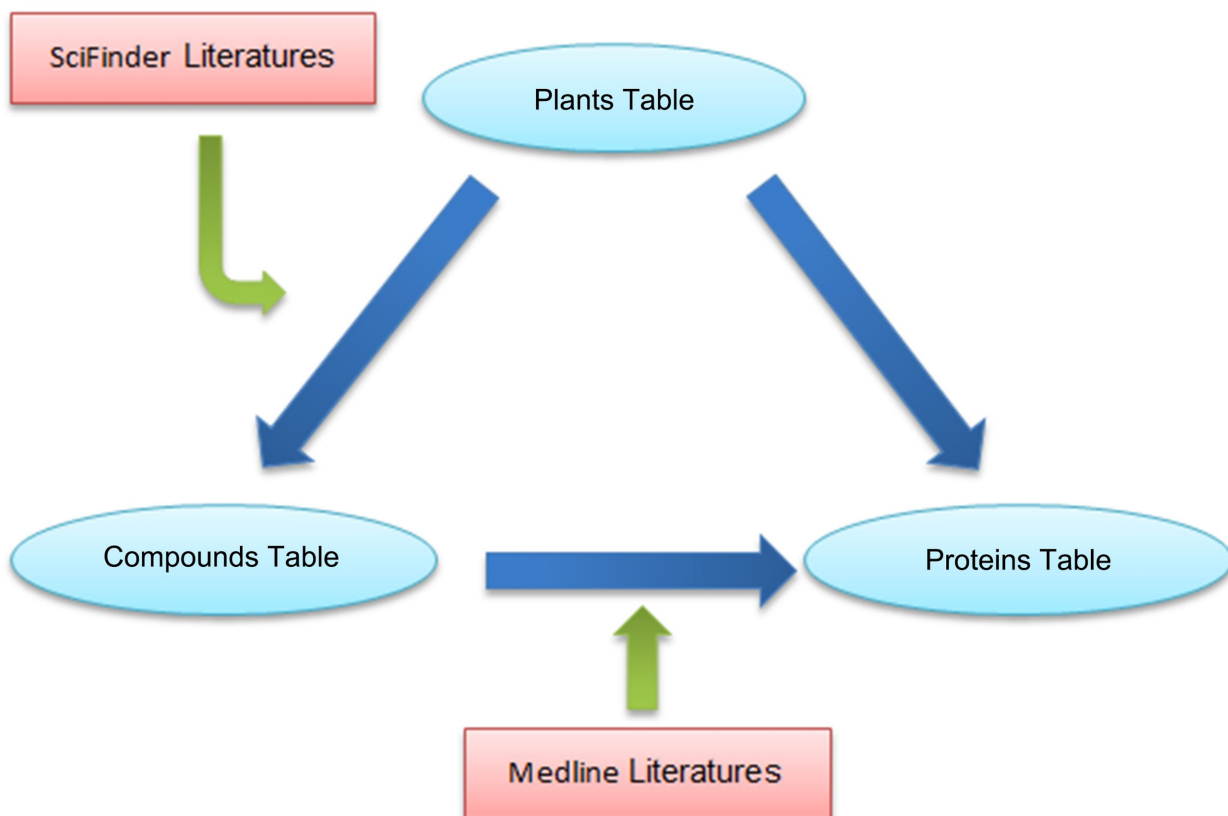 SciFinder Literatures
Plants Table
Compounds Table
Proteins Table
Medline Literatures